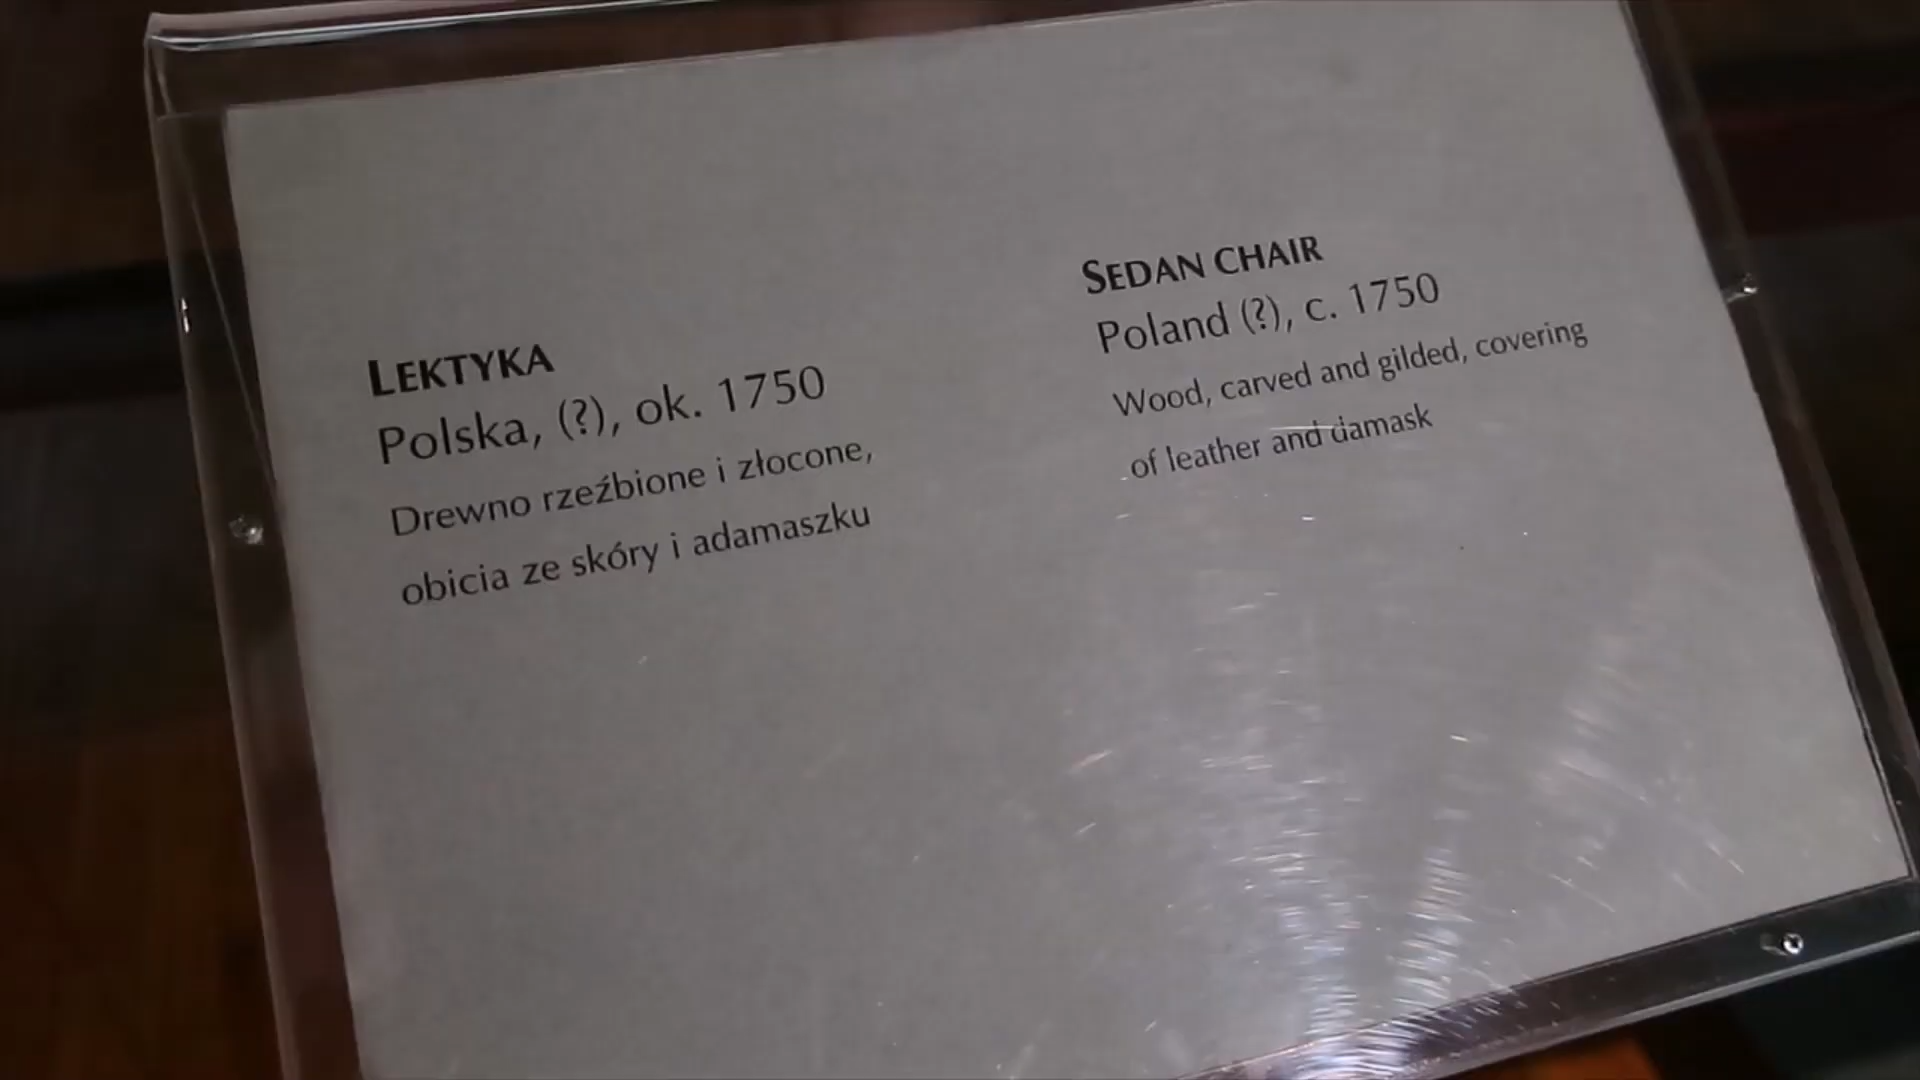 LEKTYKA
Polska, (?), ok. 1750
Drewno rzeźbione i złocone,
obicia ze skóry i adamaszku
SEDAN CHAIR
Poland (?), c. 1750
Wood, carved and gilded, covering
of leather and damask